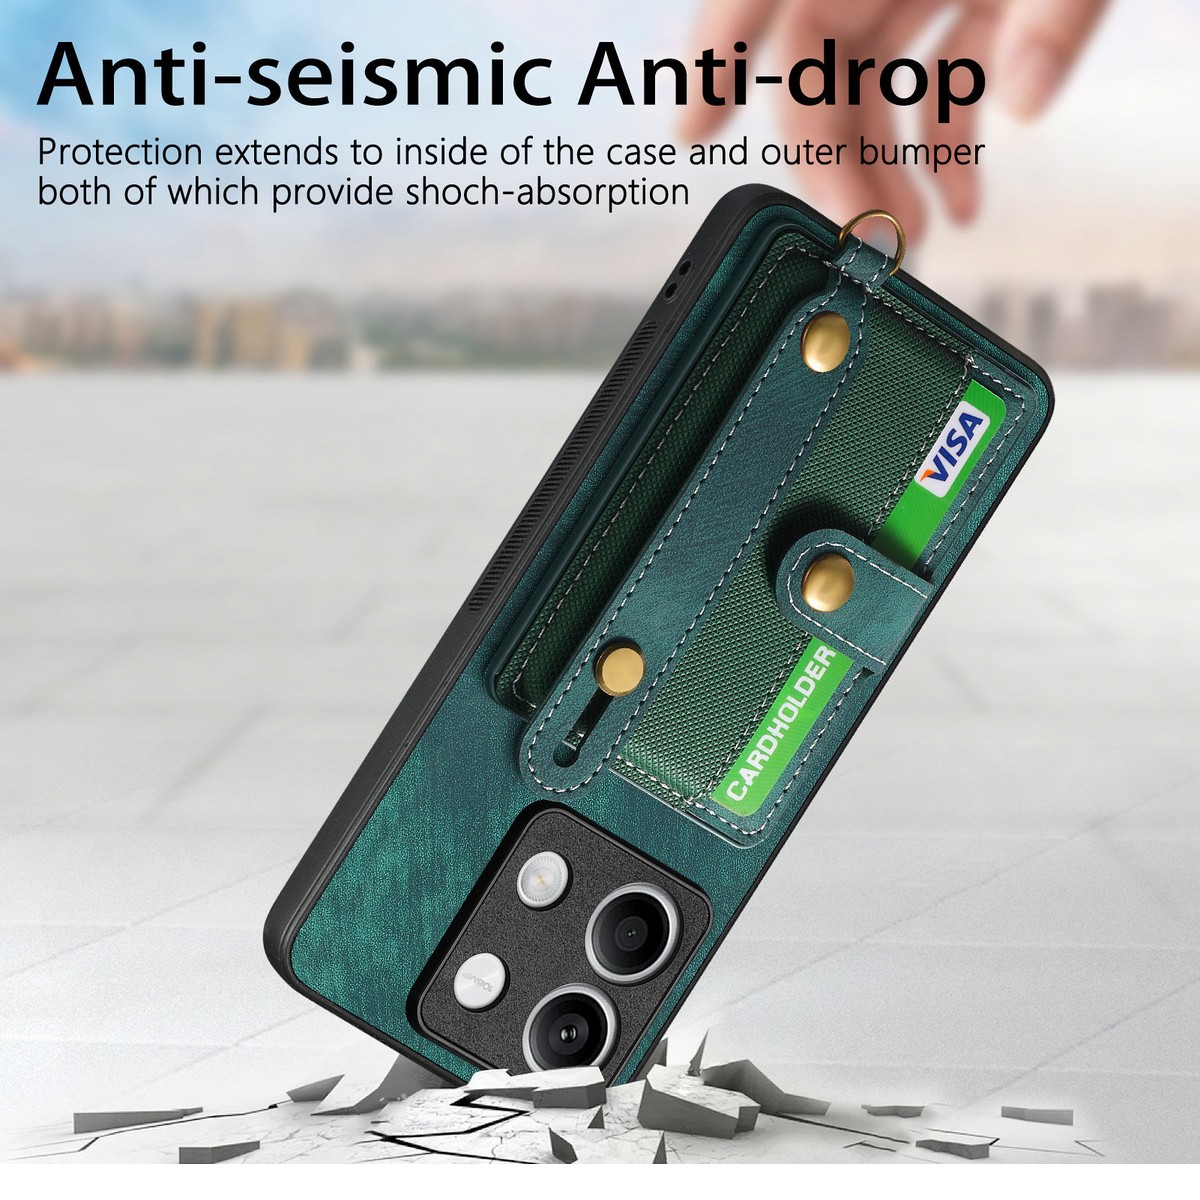 Anti-seismic Anti-drop
Protection extends to inside of the case and outer bumper
both of which provide shoch-absorption
VISA
CARDHOLDER